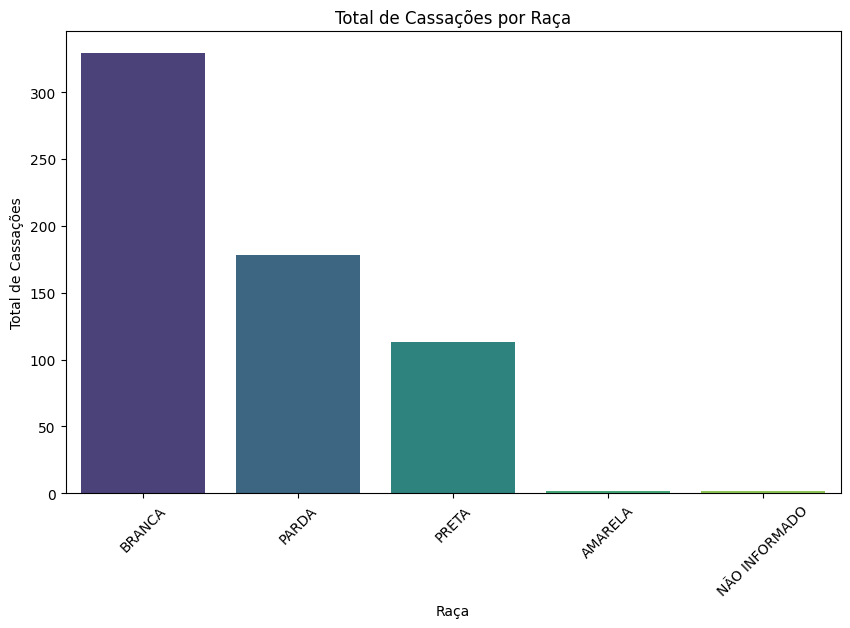 Total de Cassações por Raça
Total de Cassações
300
250
200
150
100
50
0
BRANCA
PARDA
PRETA
AMARELA
NÃO INFORMADO
Raça